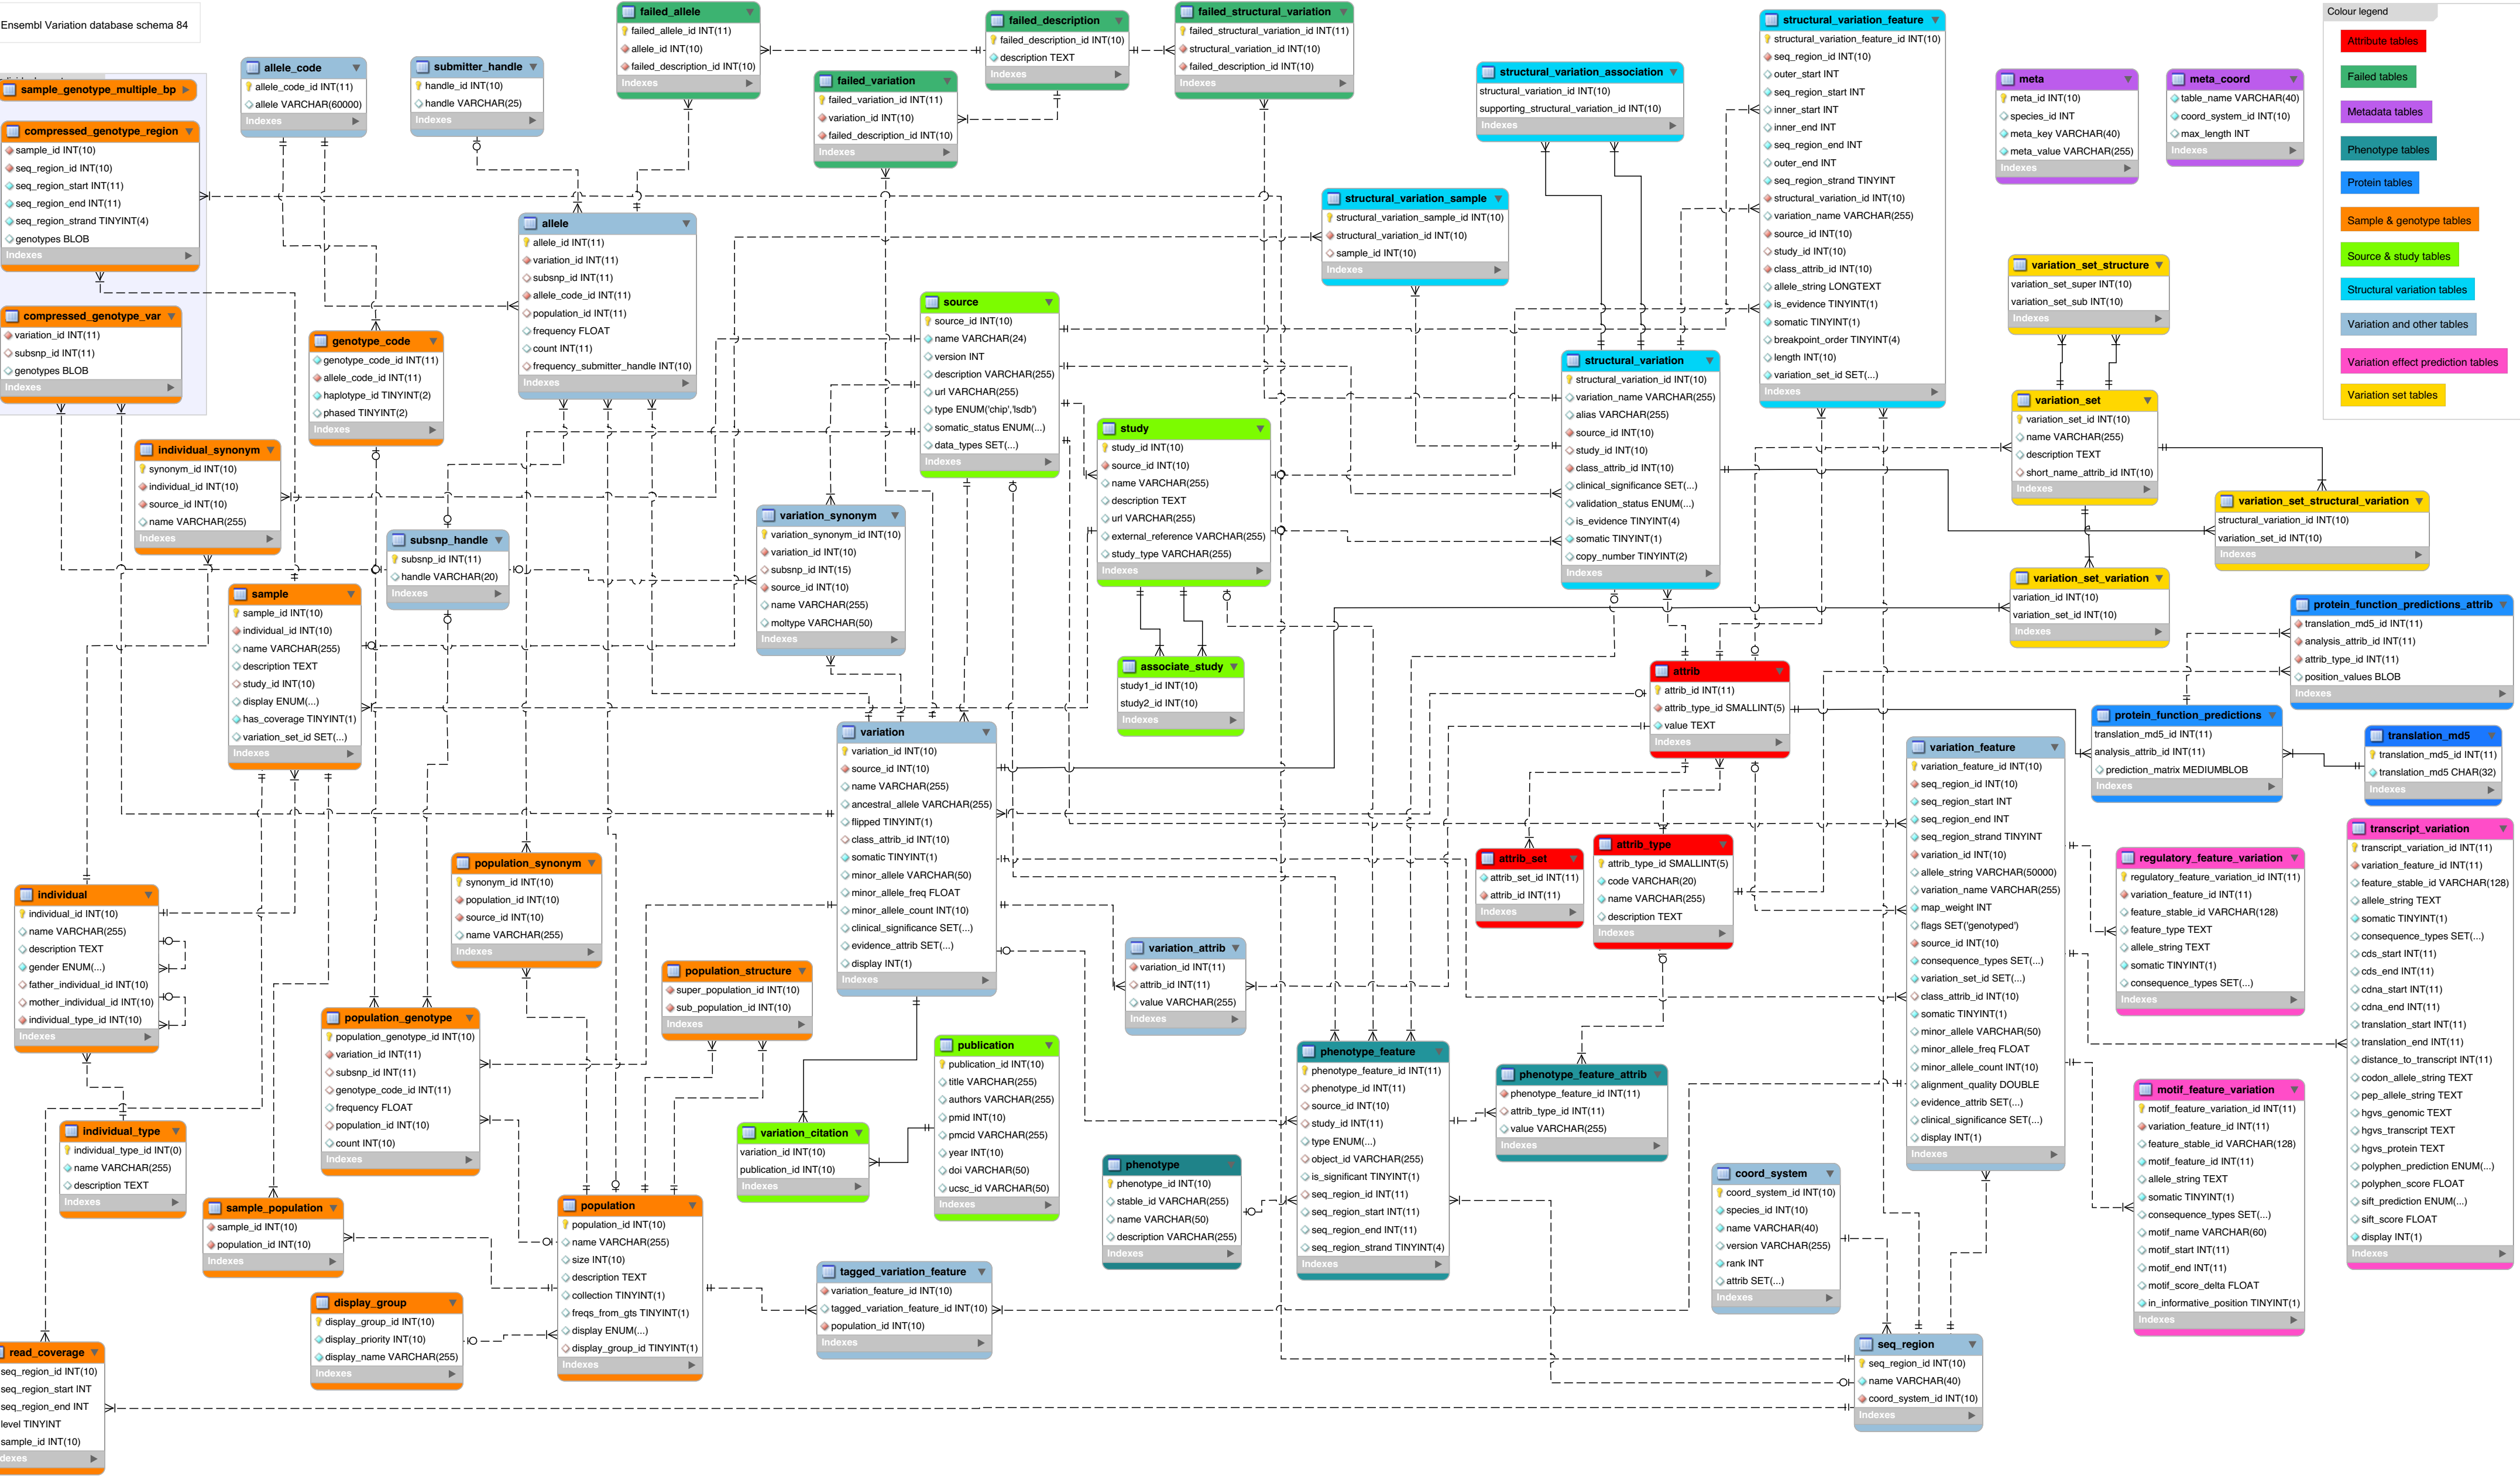 Ensembl Variation database schema 84
sample_genotype_multiple_bp
compressed_genotype_region
sample_id INT(10)
seq_region_id INT(10)
seq_region_start INT(11)
seq_region_end INT(11)
seq_region_strand TINYINT(4)
genotypes BLOB
Indexes
compressed_genotype_var
variation_id INT(11)
subsnp_id INT(11)
genotypes BLOB
Indexes
allele_code
allele_code_id INT(11)
allele VARCHAR(60000)
Indexes
submitter_handle
handle_id INT(10)
handle VARCHAR(25)
Indexes
failed_allele
failed_allele_id INT(11)
allele_id INT(10)
failed_description_id INT(10)
Indexes
failed_variation
failed_variation_id INT(11)
variation_id INT(10)
failed_description_id INT(10)
Indexes
failed_description
failed_description_id INT(10)
description TEXT
Indexes
failed_structural_variation
failed_structural_variation_id INT(11)
structural_variation_id INT(10)
failed_description_id INT(10)
Indexes
structural_variation_association
structural_variation_id INT(10)
supporting_structural_variation_id INT(10)
Indexes
structural_variation_feature
structural_variation_feature_id INT(10)
seq_region_id INT(10)
outer_start INT
seq_region_start INT
inner_start INT
inner_end INT
seq_region_end INT
outer_end INT
seq_region_strand TINYINT
structural_variation_id INT(10)
variation_name VARCHAR(255)
source_id INT(10)
study_id INT(10)
class_attrib_id INT(10)
allele_string LONGTEXT
is_evidence TINYINT(1)
somatic TINYINT(1)
breakpoint_order TINYINT(4)
length INT(10)
variation_set_id SET(...)
Indexes
meta
meta_id INT(10)
species_id INT
meta_key VARCHAR(40)
meta_value VARCHAR(255)
Indexes
meta_coord
table_name VARCHAR(40)
coord_system_id INT(10)
max_length INT
Indexes
Colour legend
Attribute tables
Failed tables
Metadata tables
Phenotype tables
Protein tables
Sample & genotype tables
Source & study tables
Structural variation tables
Variation and other tables
Variation effect prediction tables
Variation set tables
allele
allele_id INT(11)
variation_id INT(11)
subsnp_id INT(11)
allele_code_id INT(11)
population_id INT(11)
frequency FLOAT
count INT(11)
frequency_submitter_handle INT(10)
Indexes
structural_variation_sample
structural_variation_sample_id INT(10)
structural_variation_id INT(10)
sample_id INT(10)
Indexes
variation_set_structure
variation_set_super INT(10)
variation_set_sub INT(10)
Indexes
genotype_code
genotype_code_id INT(11)
allele_code_id INT(11)
haplotype_id TINYINT(2)
phased TINYINT(2)
Indexes
source
source_id INT(10)
name VARCHAR(24)
version INT
description VARCHAR(255)
url VARCHAR(255)
type ENUM('chip','lsdb')
somatic_status ENUM(...)
data_types SET(...)
Indexes
structural_variation
structural_variation_id INT(10)
variation_name VARCHAR(255)
alias VARCHAR(255)
source_id INT(10)
study_id INT(10)
class_attrib_id INT(10)
clinical_significance SET(...)
validation_status ENUM(...)
is_evidence TINYINT(4)
somatic TINYINT(1)
copy_number TINYINT(2)
Indexes
variation_set
variation_set_id INT(10)
name VARCHAR(255)
description TEXT
short_name_attrib_id INT(10)
Indexes
study
study_id INT(10)
source_id INT(10)
name VARCHAR(255)
description TEXT
url VARCHAR(255)
external_reference VARCHAR(255)
study_type VARCHAR(255)
Indexes
individual_synonym
synonym_id INT(10)
individual_id INT(10)
source_id INT(10)
name VARCHAR(255)
Indexes
variation_set_structural_variation
structural_variation_id INT(10)
variation_set_id INT(10)
Indexes
variation_synonym
variation_synonym_id INT(10)
variation_id INT(10)
subsnp_id INT(15)
source_id INT(10)
name VARCHAR(255)
moltype VARCHAR(50)
Indexes
subsnp_handle
subsnp_id INT(11)
handle VARCHAR(20)
Indexes
variation_set_variation
variation_id INT(10)
variation_set_id INT(10)
Indexes
sample
sample_id INT(10)
individual_id INT(10)
name VARCHAR(255)
description TEXT
study_id INT(10)
display ENUM(...)
has_coverage TINYINT(1)
variation_set_id SET(...)
Indexes
protein_function_predictions_attrib
translation_md5_id INT(11)
analysis_attrib_id INT(11)
attrib_type_id INT(11)
position_values BLOB
Indexes
associate_study
study1_id INT(10)
study2_id INT(10)
Indexes
attrib
attrib_id INT(11)
attrib_type_id SMALLINT(5)
value TEXT
Indexes
protein_function_predictions
translation_md5_id INT(11)
analysis_attrib_id INT(11)
prediction_matrix MEDIUMBLOB
Indexes
translation_md5
translation_md5_id INT(11)
translation_md5 CHAR(32)
Indexes
variation
variation_id INT(10)
source_id INT(10)
name VARCHAR(255)
ancestral_allele VARCHAR(255)
flipped TINYINT(1)
class_attrib_id INT(10)
somatic TINYINT(1)
minor_allele VARCHAR(50)
minor_allele_freq FLOAT
minor_allele_count INT(10)
clinical_significance SET(...)
evidence_attrib SET(...)
display INT(1)
Indexes
variation_feature
variation_feature_id INT(10)
seq_region_id INT(10)
seq_region_start INT
seq_region_end INT
seq_region_strand TINYINT
variation_id INT(10)
allele_string VARCHAR(50000)
variation_name VARCHAR(255)
map_weight INT
flags SET('genotyped')
source_id INT(10)
consequence_types SET(...)
variation_set_id SET(...)
class_attrib_id INT(10)
somatic TINYINT(1)
minor_allele VARCHAR(50)
minor_allele_freq FLOAT
minor_allele_count INT(10)
alignment_quality DOUBLE
evidence_attrib SET(...)
clinical_significance SET(...)
display INT(1)
Indexes
attrib_set
attrib_set_id INT(11)
attrib_id INT(11)
Indexes
attrib_type
attrib_type_id SMALLINT(5)
code VARCHAR(20)
name VARCHAR(255)
description TEXT
Indexes
regulatory_feature_variation
regulatory_feature_variation_id INT(11)
variation_feature_id INT(11)
feature_stable_id VARCHAR(128)
feature_type TEXT
allele_string TEXT
somatic TINYINT(1)
consequence_types SET(...)
Indexes
transcript_variation
transcript_variation_id INT(11)
variation_feature_id INT(11)
feature_stable_id VARCHAR(128)
allele_string TEXT
somatic TINYINT(1)
consequence_types SET(...)
cds_start INT(11)
cds_end INT(11)
cdna_start INT(11)
cdna_end INT(11)
translation_start INT(11)
translation_end INT(11)
distance_to_transcript INT(11)
codon_allele_string TEXT
pep_allele_string TEXT
hgvs_genomic TEXT
hgvs_transcript TEXT
hgvs_protein TEXT
polyphen_prediction ENUM(...)
polyphen_score FLOAT
sift_prediction ENUM(...)
sift_score FLOAT
display INT(1)
Indexes
individual
individual_id INT(10)
name VARCHAR(255)
description TEXT
gender ENUM(...)
father_individual_id INT(10)
mother_individual_id INT(10)
individual_type_id INT(10)
Indexes
population_synonym
synonym_id INT(10)
population_id INT(10)
source_id INT(10)
name VARCHAR(255)
Indexes
population_structure
super_population_id INT(10)
sub_population_id INT(10)
Indexes
variation_attrib
variation_id INT(11)
attrib_id INT(11)
value VARCHAR(255)
Indexes
population_genotype
population_genotype_id INT(10)
variation_id INT(11)
subsnp_id INT(11)
genotype_code_id INT(11)
frequency FLOAT
population_id INT(10)
count INT(10)
Indexes
publication
publication_id INT(10)
title VARCHAR(255)
authors VARCHAR(255)
pmid INT(10)
pmcid VARCHAR(255)
year INT(10)
doi VARCHAR(50)
ucsc_id VARCHAR(50)
Indexes
phenotype_feature
phenotype_feature_id INT(11)
phenotype_id INT(11)
source_id INT(10)
study_id INT(11)
type ENUM(...)
object_id VARCHAR(255)
is_significant TINYINT(1)
seq_region_id INT(11)
seq_region_start INT(11)
seq_region_end INT(11)
seq_region_strand TINYINT(4)
Indexes
phenotype_feature_attrib
phenotype_feature_id INT(11)
attrib_type_id INT(11)
value VARCHAR(255)
Indexes
motif_feature_variation
motif_feature_variation_id INT(11)
variation_feature_id INT(11)
feature_stable_id VARCHAR(128)
motif_feature_id INT(11)
allele_string TEXT
somatic TINYINT(1)
consequence_types SET(...)
motif_name VARCHAR(60)
motif_start INT(11)
motif_end INT(11)
motif_score_delta FLOAT
in_informative_position TINYINT(1)
Indexes
individual_type
individual_type_id INT(0)
name VARCHAR(255)
description TEXT
Indexes
variation_citation
variation_id INT(10)
publication_id INT(10)
Indexes
phenotype
phenotype_id INT(10)
stable_id VARCHAR(255)
name VARCHAR(50)
description VARCHAR(255)
Indexes
coord_system
coord_system_id INT(10)
species_id INT(10)
name VARCHAR(40)
version VARCHAR(255)
rank INT
attrib SET(...)
Indexes
sample_population
sample_id INT(10)
population_id INT(10)
Indexes
population
population_id INT(10)
name VARCHAR(255)
size INT(10)
description TEXT
collection TINYINT(1)
freqs_from_gts TINYINT(1)
display ENUM(...)
display_group_id TINYINT(1)
Indexes
tagged_variation_feature
variation_feature_id INT(10)
tagged_variation_feature_id INT(10)
population_id INT(10)
Indexes
display_group
display_group_id INT(10)
display_priority INT(10)
display_name VARCHAR(255)
Indexes
read_coverage
seq_region_id INT(10)
seq_region_start INT
seq_region_end INT
level TINYINT
sample_id INT(10)
dexes
seq_region
seq_region_id INT(10)
name VARCHAR(40)
coord_system_id INT(10)
Indexes